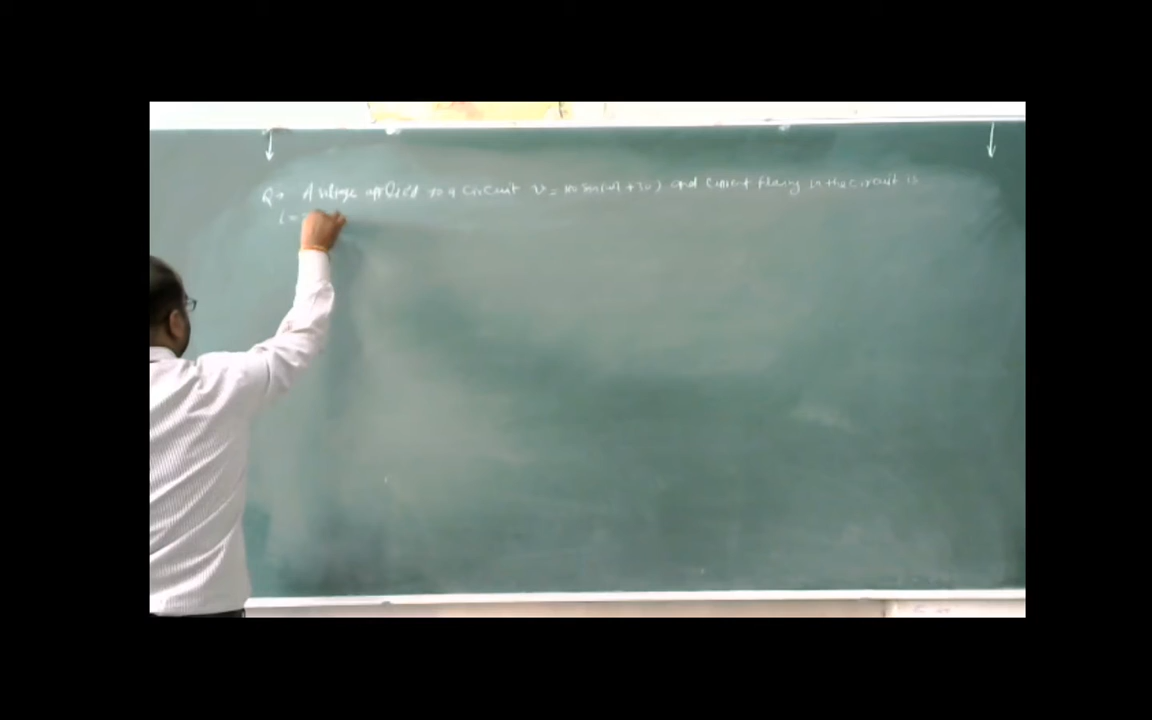 Q→ A voltage applied to a circuit v = 100 sin(ωt + 30) and current flowing in the circuit is
i =